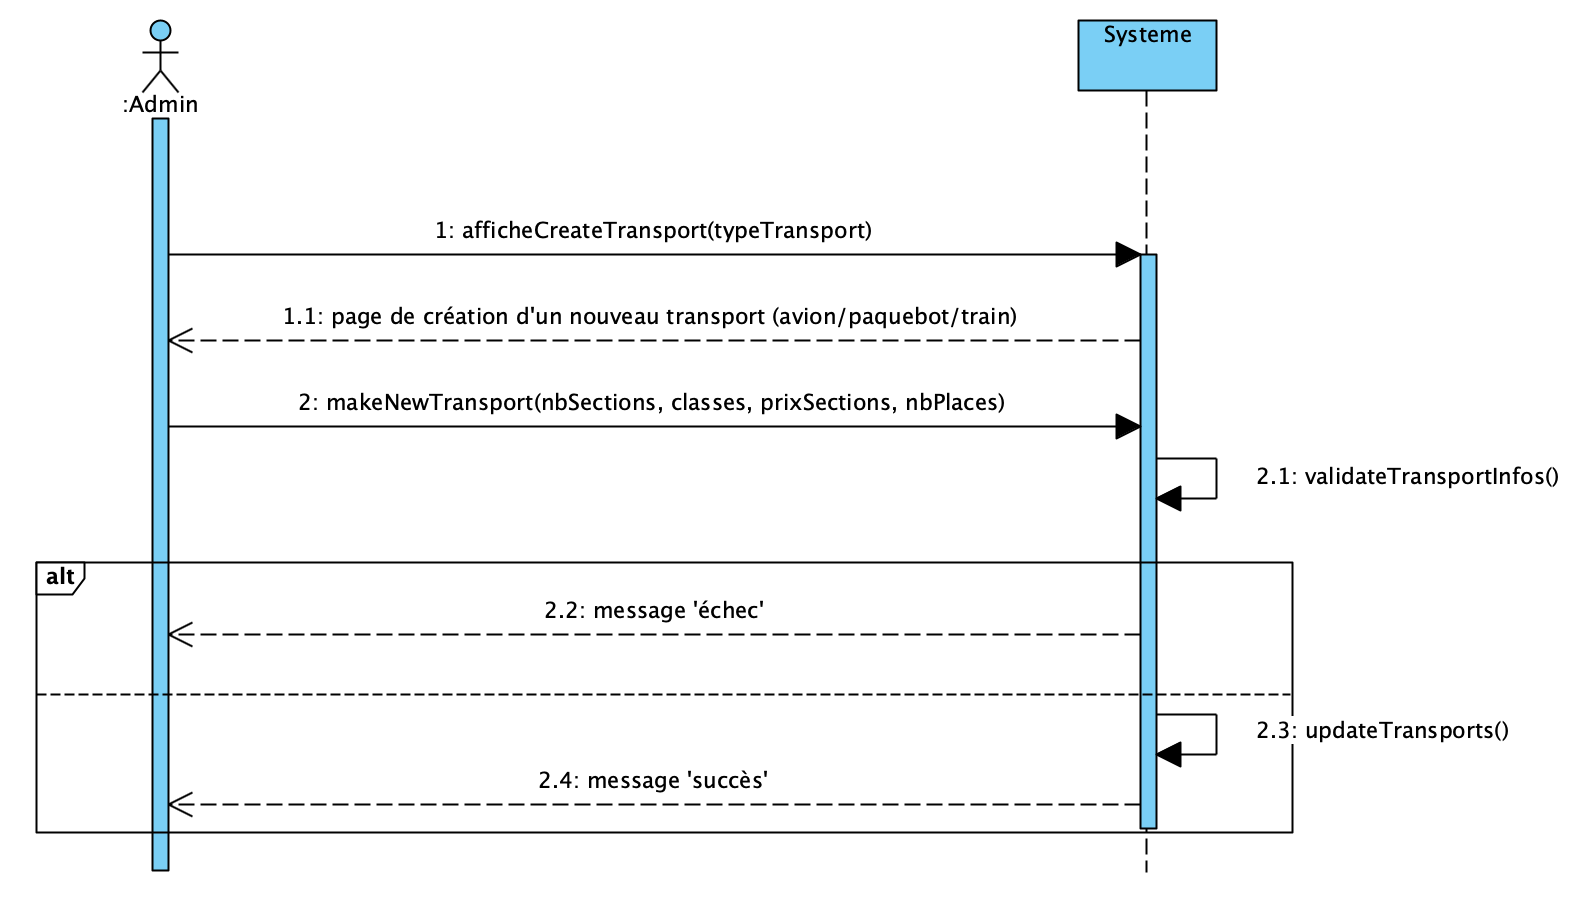 Systeme
:Admin
1: afficheCreateTransport(typeTransport)
1.1: page de création d'un nouveau transport (avion/paquebot/train)
2: makeNewTransport(nbSections, classes, prixSections, nbPlaces)
2.1: validateTransportInfos()
alt
2.2: message 'échec'
2.3: updateTransports()
2.4: message 'succès'